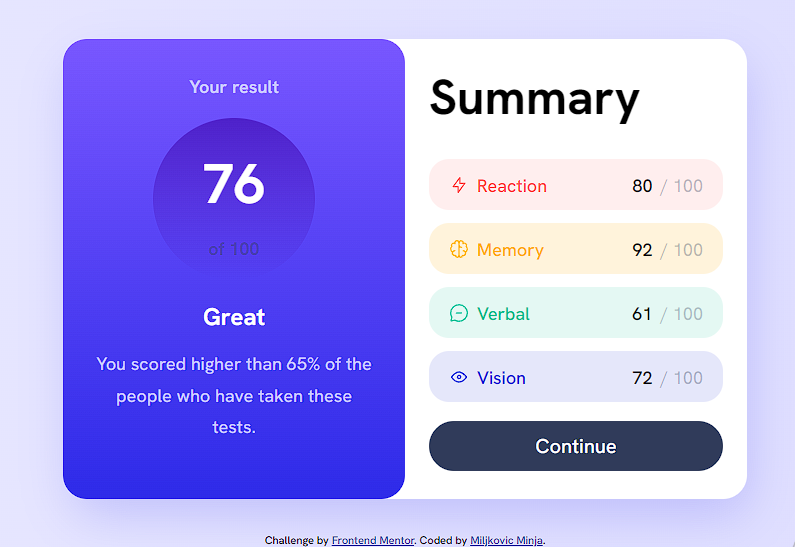 Your result
76
of 100
Great
You scored higher than 65% of the
people who have taken these
tests.
Summary
Reaction 80 / 100
Memory 92 / 100
Verbal 61 / 100
Vision 72 / 100
Continue
Challenge by Frontend Mentor. Coded by Miljkovic Minja.